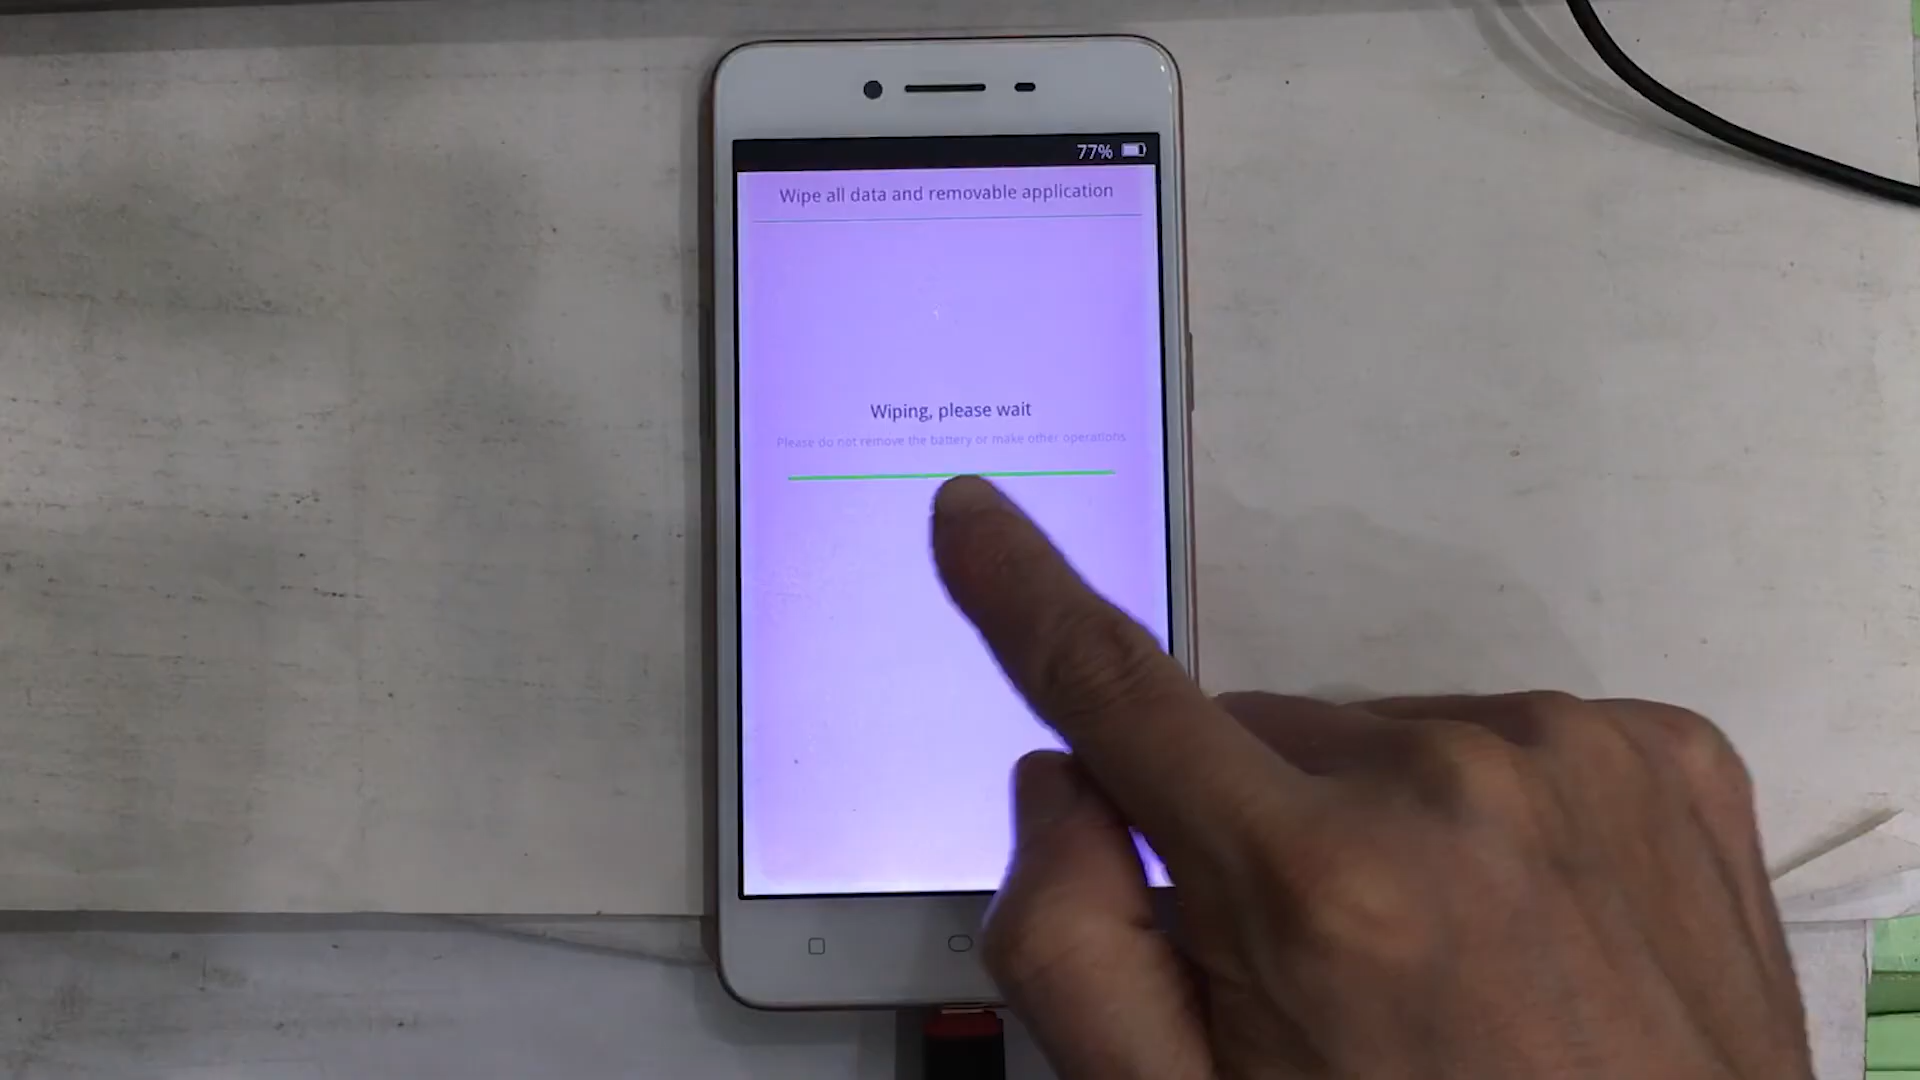 77%
Wipe all data and removable application
Wiping, please wait
Please do not remove the battery or make other operations